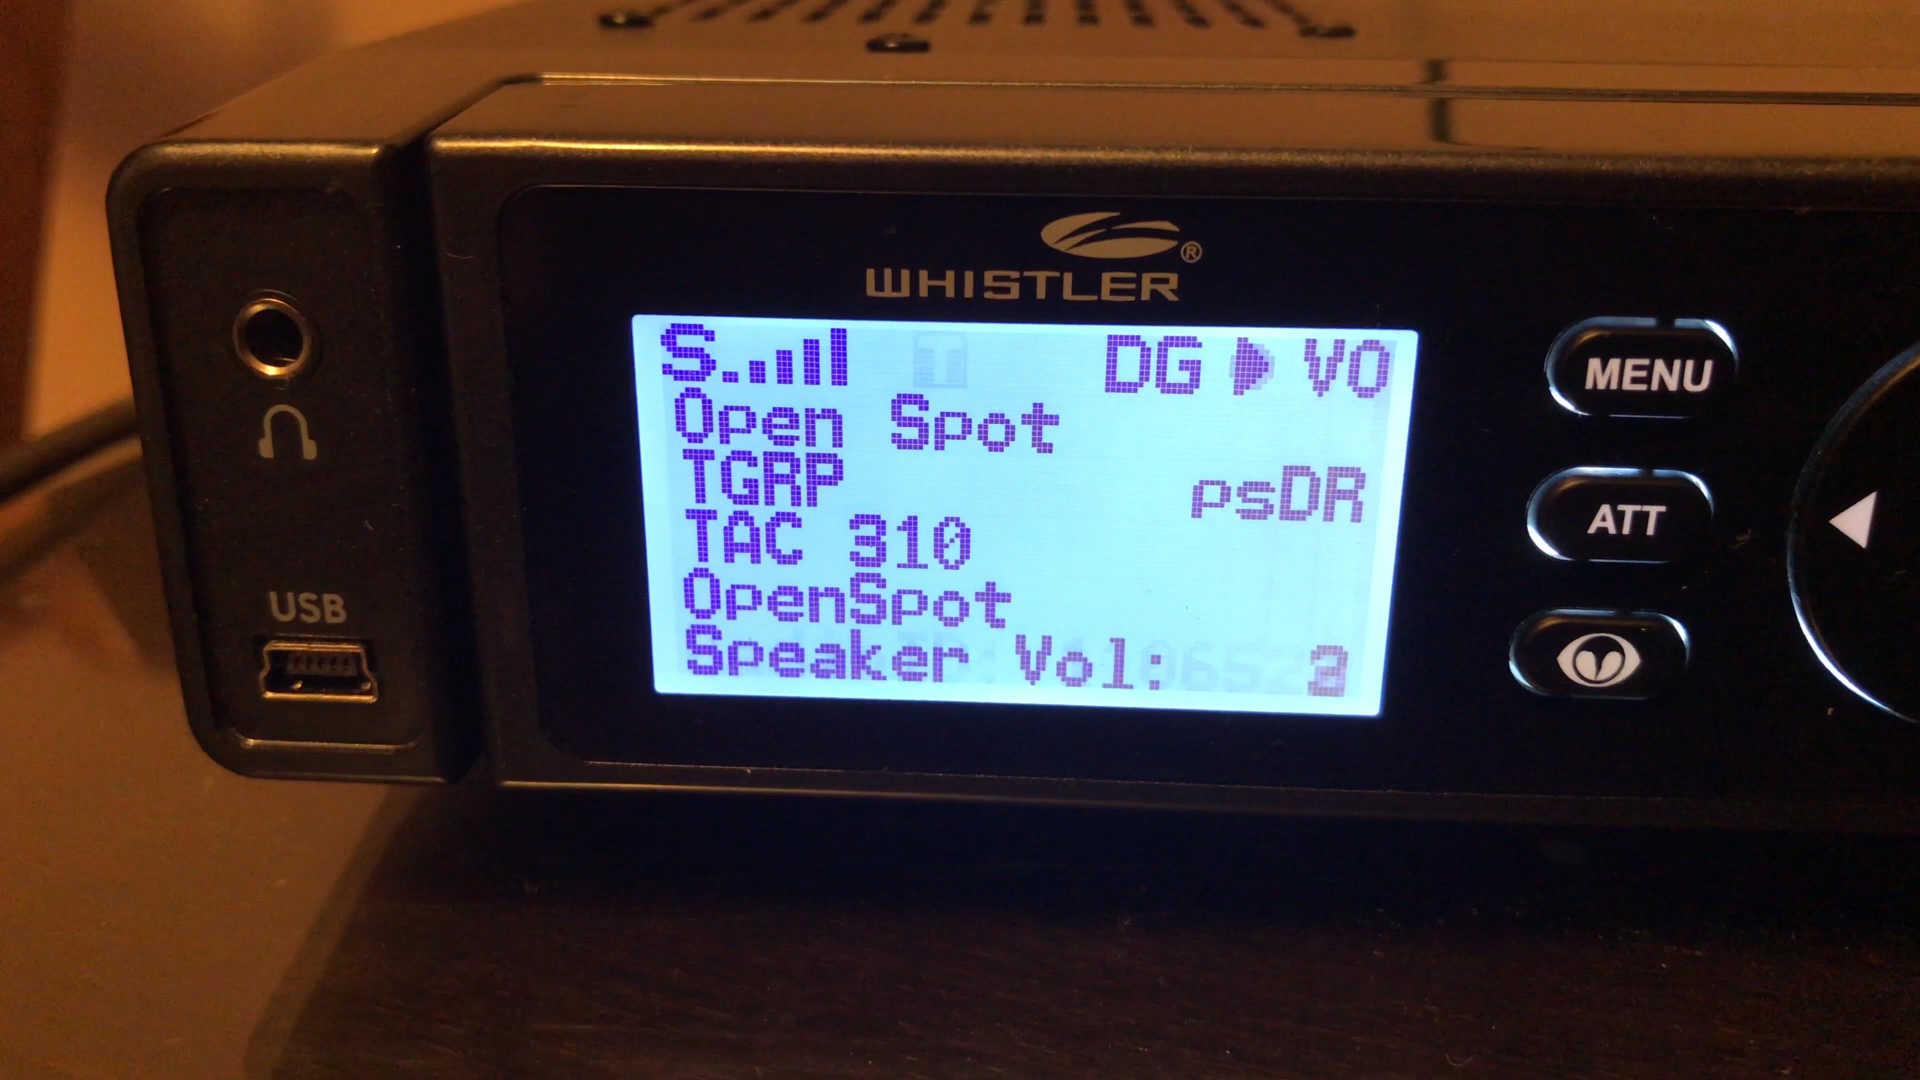 WHISTLER ®
S T DG VO
Open Spot
TGRP psDR
TAC 310
OpenSpot
Speaker Vol:
USB
MENU
ATT